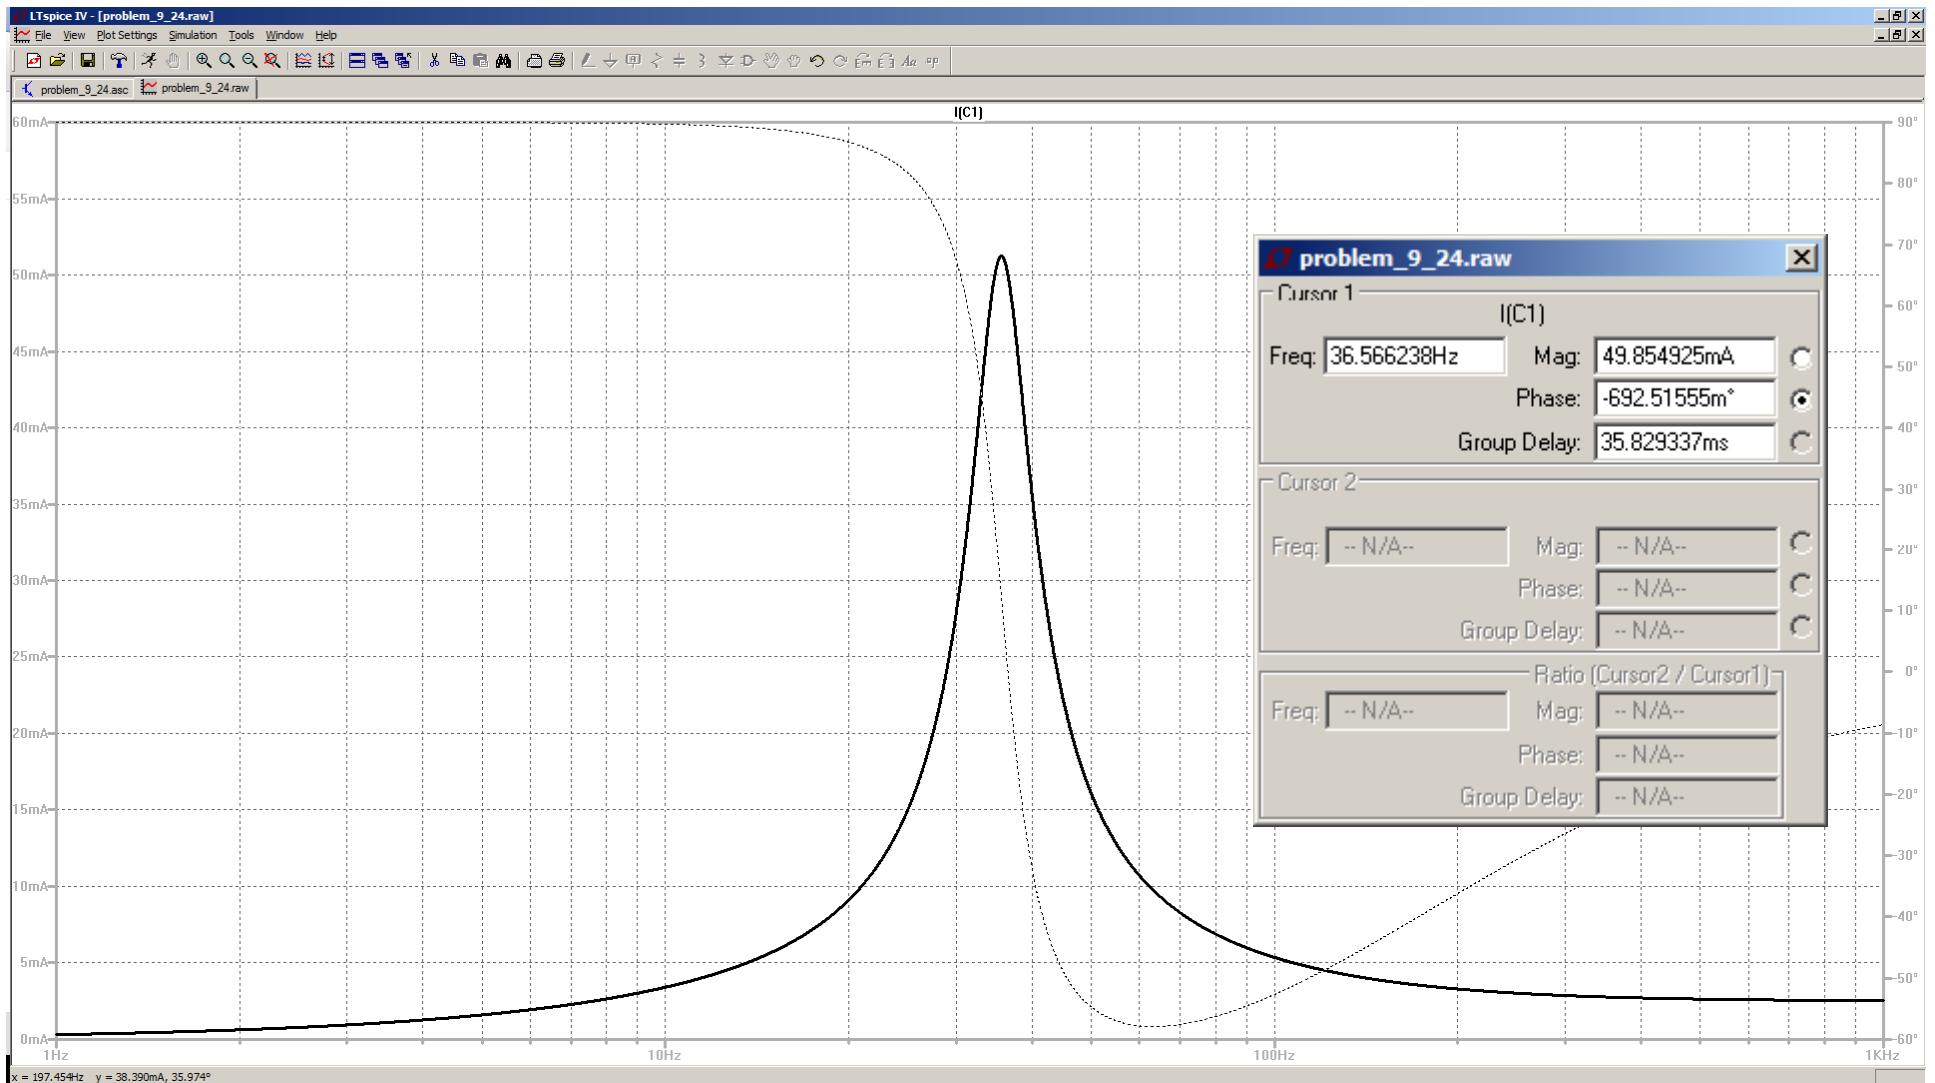 LTspice IV - [problem_9_24.raw]
File View Plot Settings Simulation Tools Window Help
problem_9_24.asc problem_9_24.raw
I(C1)
60mA
55mA
50mA
45mA
40mA
35mA
30mA
25mA
20mA
15mA
10mA
5mA
0mA
90°
80°
70°
60°
50°
40°
30°
20°
10°
0°
-10°
-20°
-30°
-40°
-50°
-60°
1Hz 10Hz 100Hz 1KHz
problem_9_24.raw
Cursor 1
I(C1)
Freq: 36.566238Hz Mag: 49.854925mA
Phase: -692.51555m°
Group Delay: 35.829337ms
Cursor 2
Freq: -- N/A-- Mag: -- N/A--
Phase: -- N/A--
Group Delay: -- N/A--
Ratio (Cursor2 / Cursor1)
Freq: -- N/A-- Mag: -- N/A--
Phase: -- N/A--
Group Delay: -- N/A--
x = 197.454Hz y = 38.390mA, 35.974°